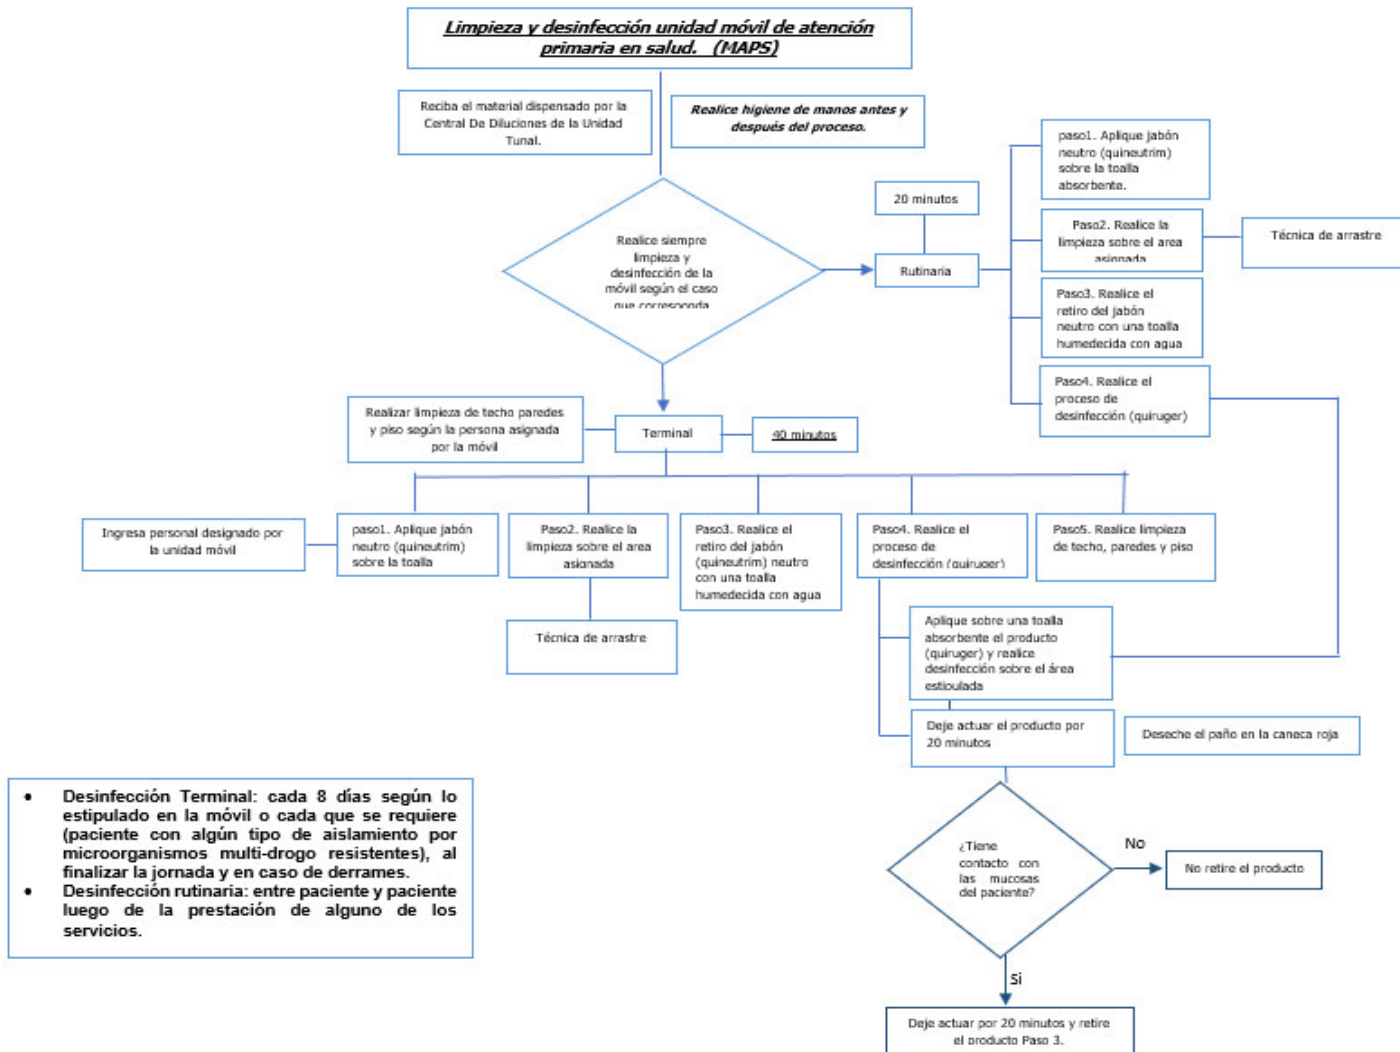 Limpieza y desinfección unidad móvil de atención
primaria en salud. (MAPS)
Reciba el material dispensado por la
Central De Diluciones de la Unidad
Tunal.
Realice higiene de manos antes y
después del proceso.
Realice siempre
limpieza y
desinfección de la
móvil según el caso
que corresponda
20 minutos
Rutinaria
paso1. Aplique jabón
neutro (quineutrim)
sobre la toalla
absorbente.
Paso2. Realice la
limpieza sobre el area
asignada
Técnica de arrastre
Paso3. Realice el
retiro del jabón
neutro con una toalla
humedecida con agua
Paso4. Realice el
proceso de
desinfección (quiruger)
Realizar limpieza de techo paredes
y piso según la persona asignada
por la móvil
Terminal
40 minutos
Ingresa personal designado por
la unidad móvil
paso1. Aplique jabón
neutro (quineutrim)
sobre la toalla
Paso2. Realice la
limpieza sobre el area
asignada
Técnica de arrastre
Paso3. Realice el
retiro del jabón
(quineutrim) neutro
con una toalla
humedecida con agua
Paso4. Realice el
proceso de
desinfección (quiruger)
Paso5. Realice limpieza
de techo, paredes y piso
Aplique sobre una toalla
absorbente el producto
(quiruger) y realice
desinfección sobre el área
estipulada
Deje actuar el producto por
20 minutos
Deseche el paño en la caneca roja
¿Tiene
contacto con
las mucosas
del paciente?
No
No retire el producto
Si
Deje actuar por 20 minutos y retire
el producto Paso 3.
• Desinfección Terminal: cada 8 días según lo
estipulado en la móvil o cada que se requiere
(paciente con algún tipo de aislamiento por
microorganismos multi-drogo resistentes), al
finalizar la jornada y en caso de derrames.
• Desinfección rutinaria: entre paciente y paciente
luego de la prestación de alguno de los
servicios.